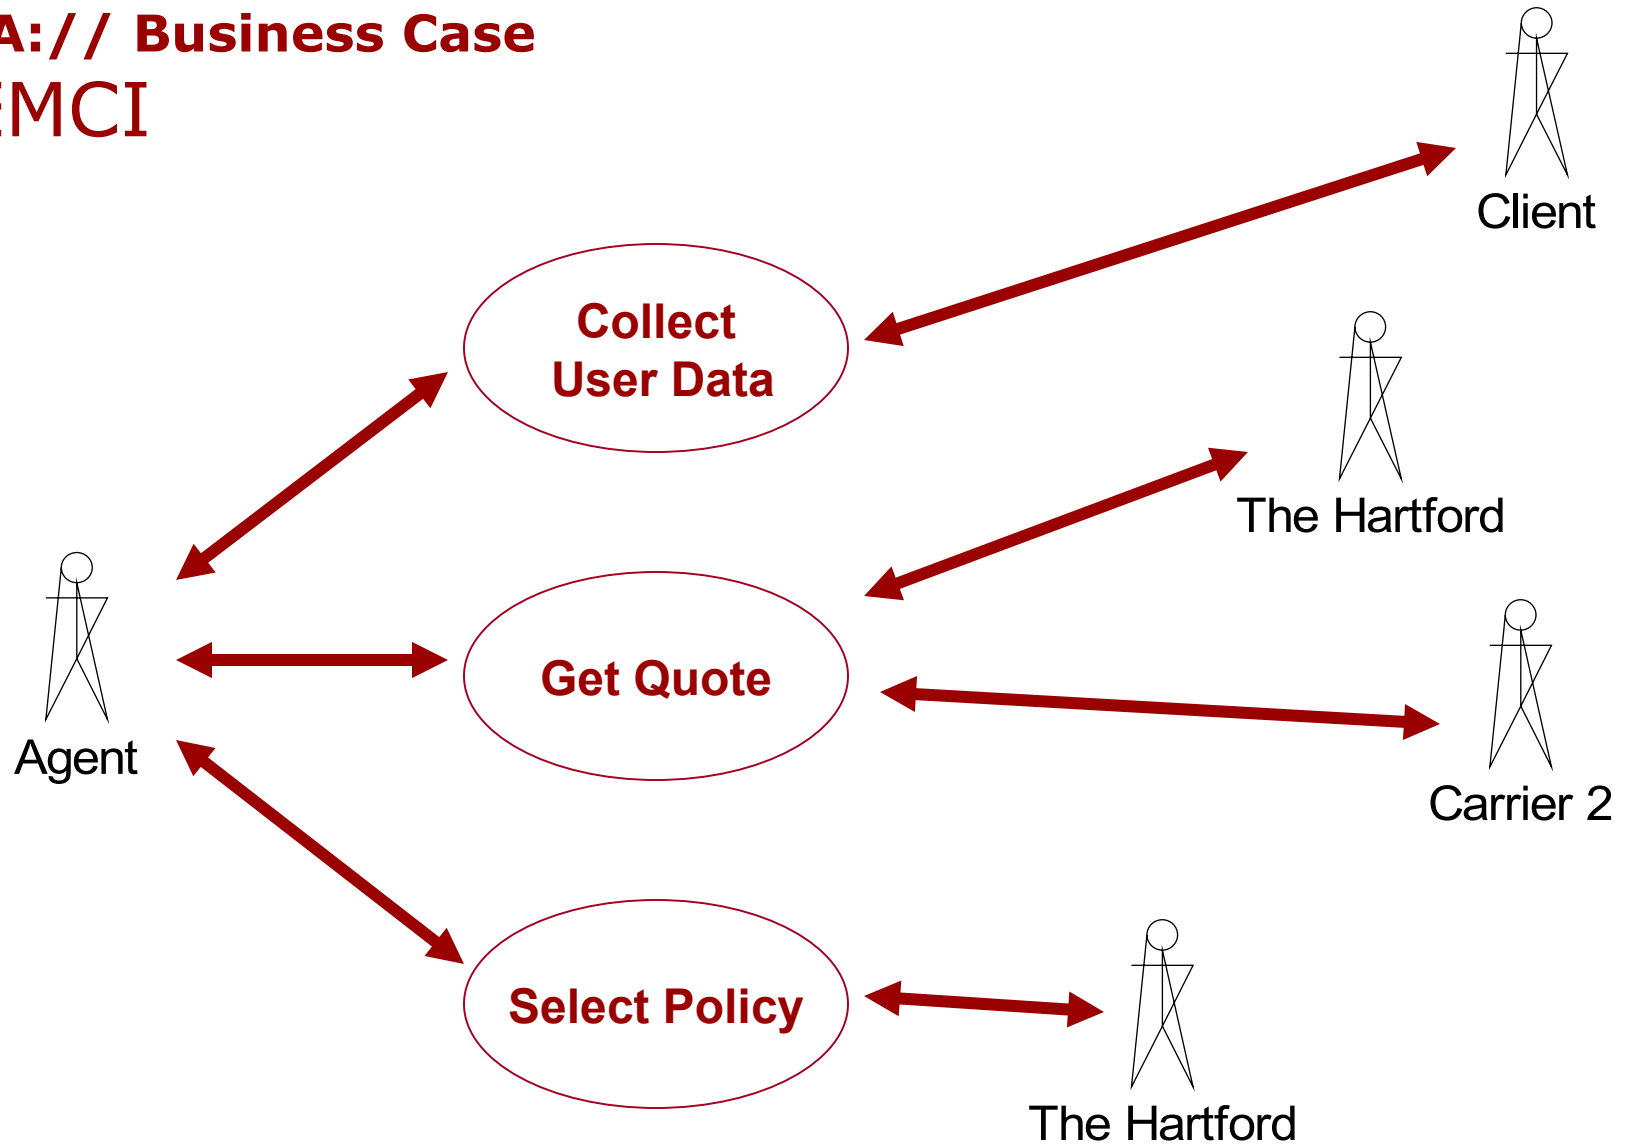 A:// Business Case
EMCI
Client
Collect
User Data
The Hartford
Get Quote
Agent
Carrier 2
Select Policy
The Hartford